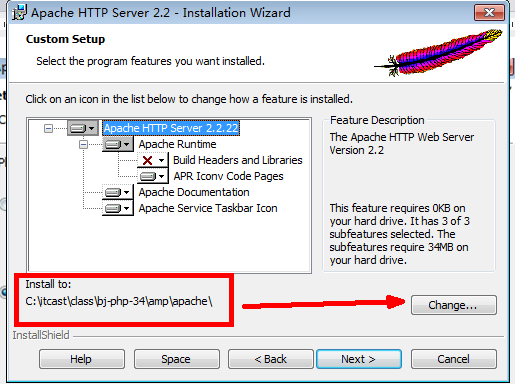 Apache HTTP Server 2.2 - Installation Wizard
Custom Setup
Select the program features you want installed.
Click on an icon in the list below to change how a feature is installed.
Apache HTTP Server 2.2.22
Apache Runtime
Build Headers and Libraries
APR Iconv Code Pages
Apache Documentation
Apache Service Taskbar Icon
Feature Description
The Apache HTTP Web Server
Version 2.2
This feature requires 0KB on
your hard drive. It has 3 of 3
subfeatures selected. The
subfeatures require 34MB on
your hard drive.
Install to:
C:\itcast\class\bj-php-34\amp\apache\
Change...
InstallShield
Help
Space
< Back
Next >
Cancel